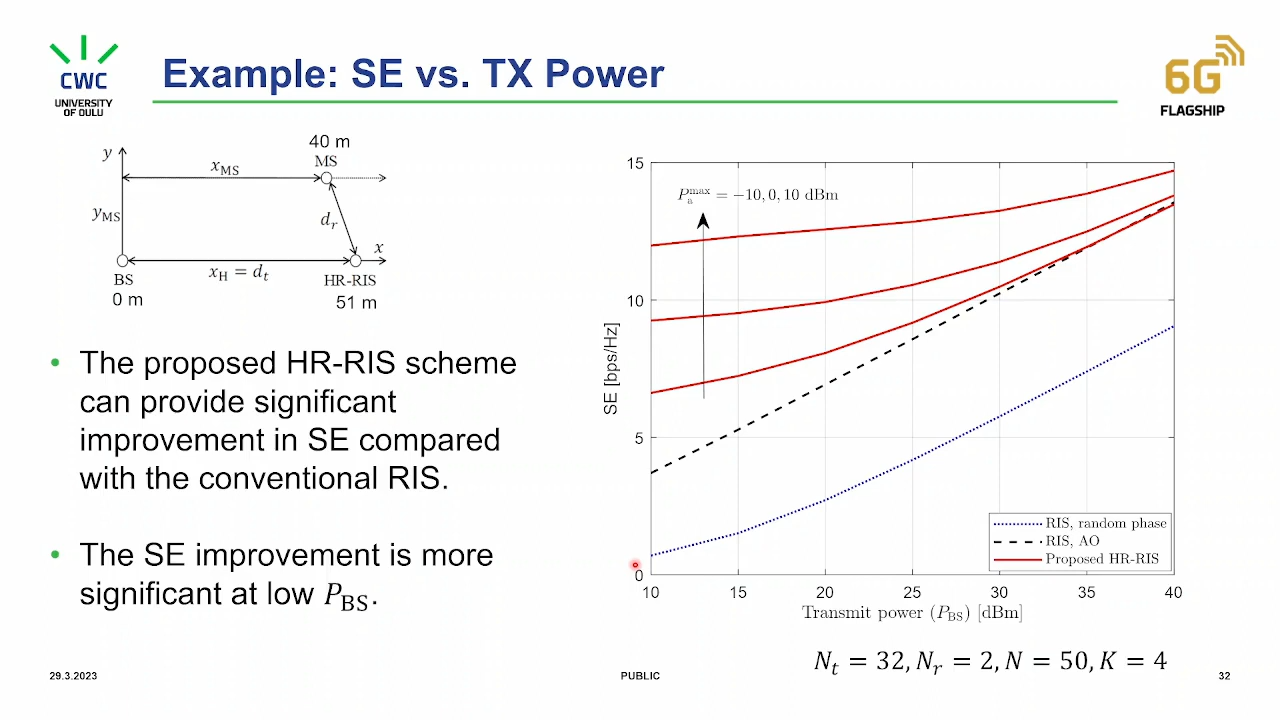 CWC
UNIVERSITY
OF OULU
Example: SE vs. TX Power
6G
FLAGSHIP
40 m
MS
y
x_MS
y_MS
d_r
x
BS
x_H = d_t
HR-RIS
0 m
51 m
• The proposed HR-RIS scheme
can provide significant
improvement in SE compared
with the conventional RIS.
• The SE improvement is more
significant at low P_BS.
15
10
5
0
SE [bps/Hz]
P_a^max = −10, 0, 10 dBm
RIS, random phase
RIS, AO
Proposed HR-RIS
10 15 20 25 30 35 40
Transmit power (P_BS) [dBm]
N_t = 32, N_r = 2, N = 50, K = 4
29.3.2023
PUBLIC
32